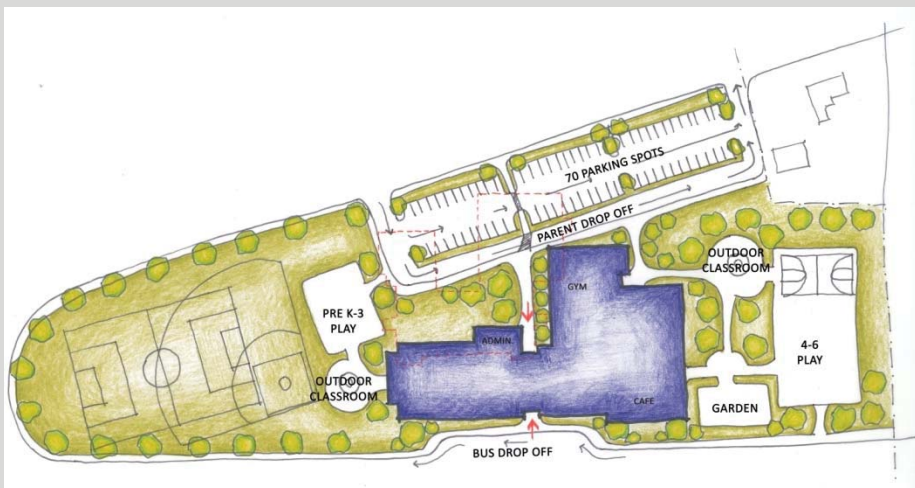 70 PARKING SPOTS
PARENT DROP OFF
OUTDOOR
CLASSROOM
GYM
PRE K-3
PLAY
ADMIN
4-6
PLAY
OUTDOOR
CLASSROOM
CAFE
GARDEN
BUS DROP OFF